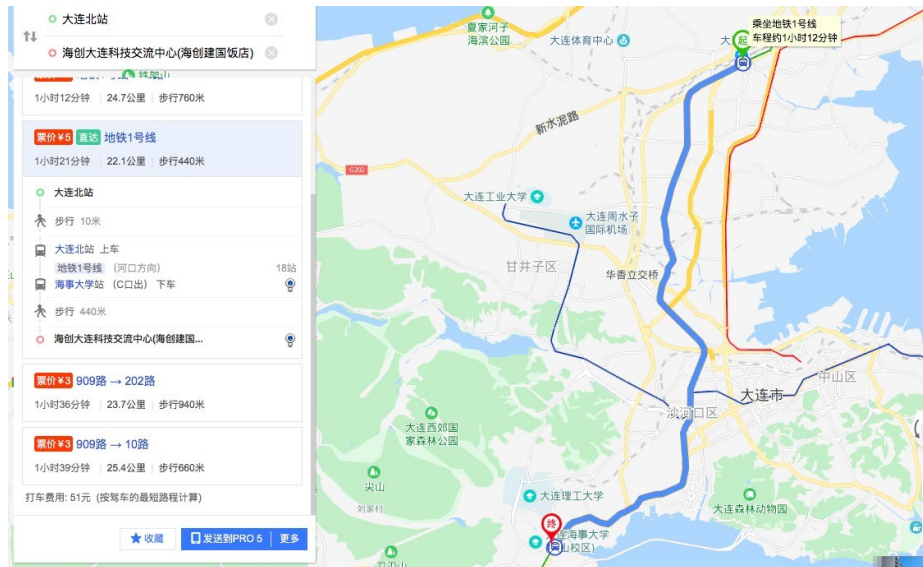 大连北站
海创大连科技交流中心(海创建国饭店)
1小时12分钟 24.7公里 步行760米
票价¥5 直达 地铁1号线
1小时21分钟 22.1公里 步行440米
大连北站
步行 10米
大连北站 上车
地铁1号线 (河口方向) 18站
海事大学站 (C口出) 下车
步行 440米
海创大连科技交流中心(海创建国...
票价¥3 909路 → 202路
1小时36分钟 23.7公里 步行940米
票价¥3 909路 → 10路
1小时39分钟 25.4公里 步行660米
打车费用: 51元 (按驾车的最短路程计算)
收藏
发送到PRO 5
更多
夏家河子
海滨公园
大连体育中心
起
乘坐地铁1号线
车程约1小时12分钟
新水泥路
G202
大连工业大学
大连周水子
国际机场
甘井子区
华香立交桥
中山区
大连市
沙河口区
大连西郊国
家森林公园
尖山
刘家村
大连理工大学
大连森林动物园
终
海事大学
山校区)